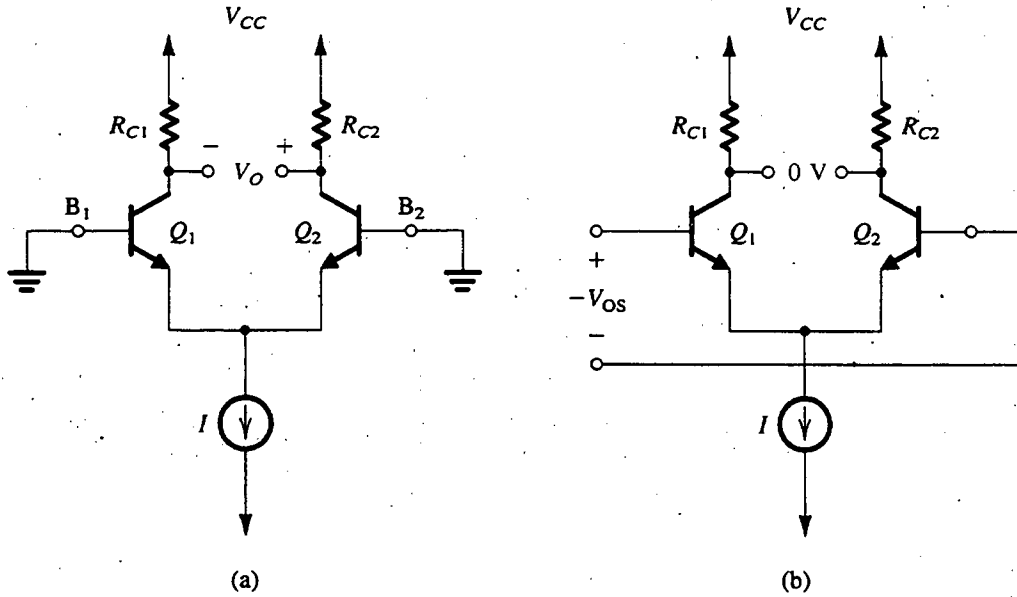 V_CC V_CC
R_C1 R_C2 R_C1 R_C2
− V_O + 0 V
B_1 Q_1 Q_2 B_2 Q_1 Q_2
+
−V_OS
−
I I
(a) (b)